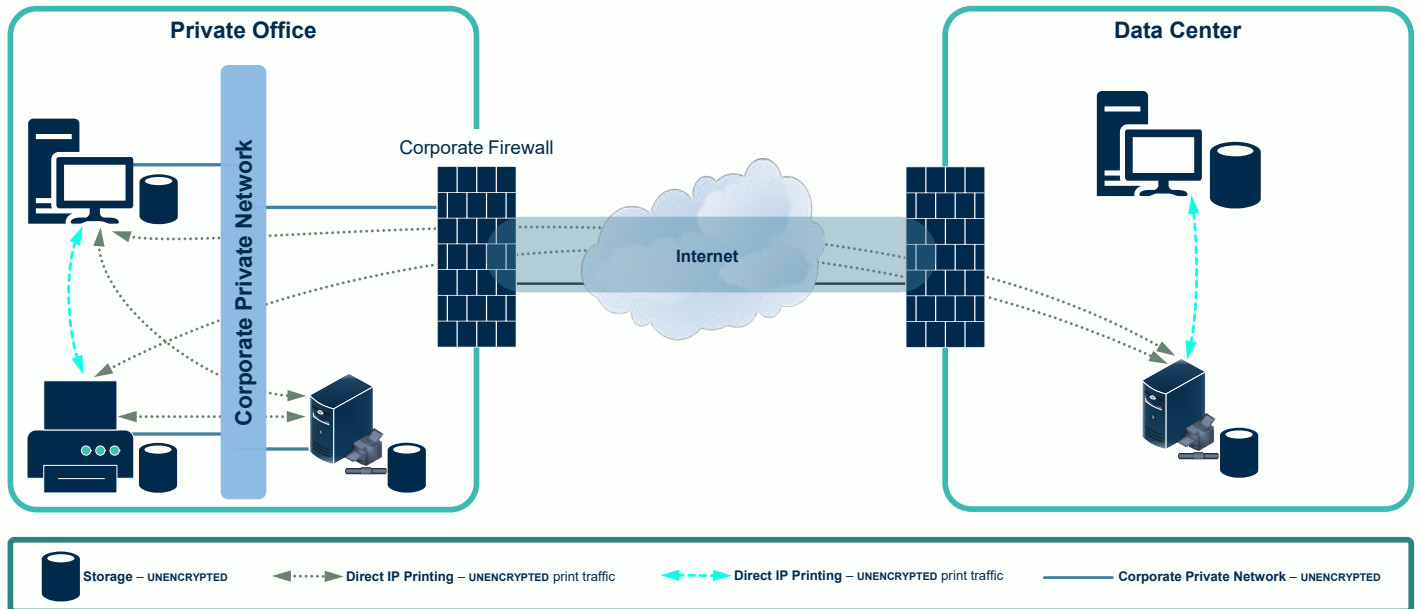 Private Office
Data Center
Corporate Firewall
Corporate Private Network
Internet
Storage – UNENCRYPTED
Direct IP Printing – UNENCRYPTED print traffic
Direct IP Printing – UNENCRYPTED print traffic
Corporate Private Network – UNENCRYPTED